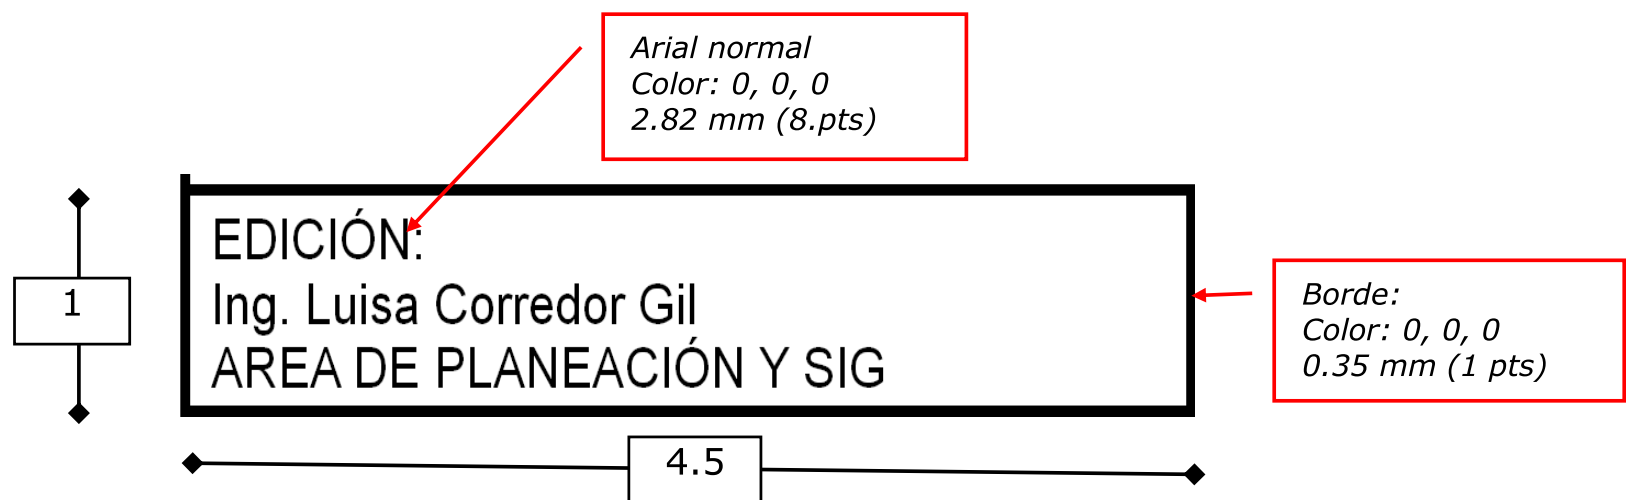 Arial normal
Color: 0, 0, 0
2.82 mm (8.pts)
EDICIÓN:
Ing. Luisa Corredor Gil
AREA DE PLANEACIÓN Y SIG
1
Borde:
Color: 0, 0, 0
0.35 mm (1 pts)
4.5